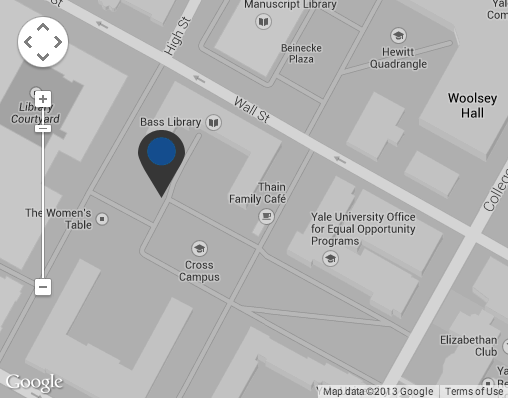 St
Manuscript Library
High St
Beinecke
Plaza
Hewitt
Quadrangle
Library
Courtyard
Bass Library
Wall St
Woolsey
Hall
Thain
Family Café
The Women's
Table
Yale University Office
for Equal Opportunity
Programs
College
Cross
Campus
Elizabethan
Club
Google
Map data ©2013 Google
Terms of Use